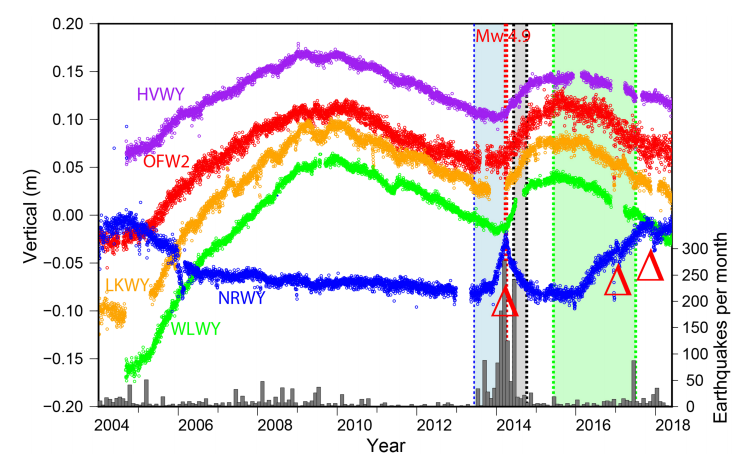 0.20
Mw 4.9
0.15
HVWY
0.10
OFW2
0.05
Vertical (m)
0.00
300
−0.05
LKWY
NRWY
250
−0.10
200
WLWY
150
−0.15
100
50
−0.20
0
Earthquakes per month
2004 2006 2008 2010 2012 2014 2016 2018
Year